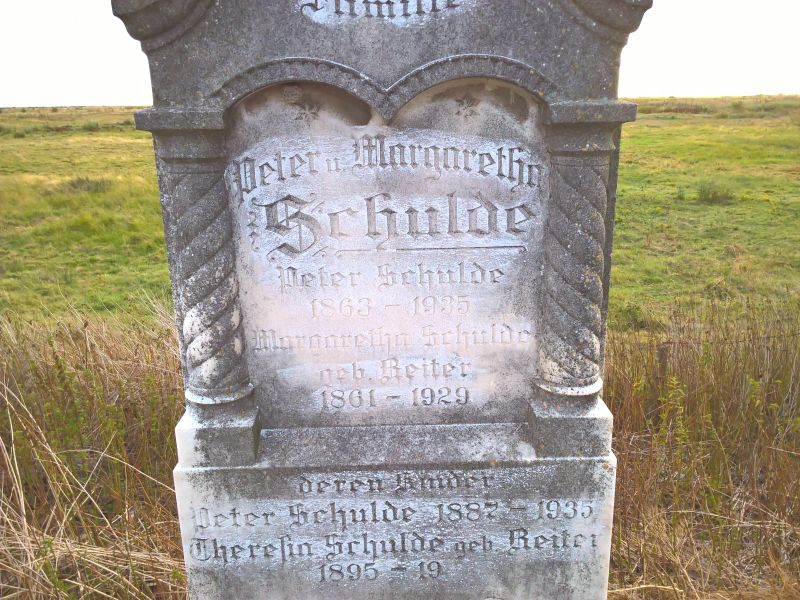 Familie
Peter u Margaretha
Schulde
Peter Schulde
1863 - 1935
Margaretha Schulde
geb. Reiter
1861 - 1929
deren Kinder
Peter Schulde 1887 - 1935
Theresia Schulde geb Reiter
1895 - 19